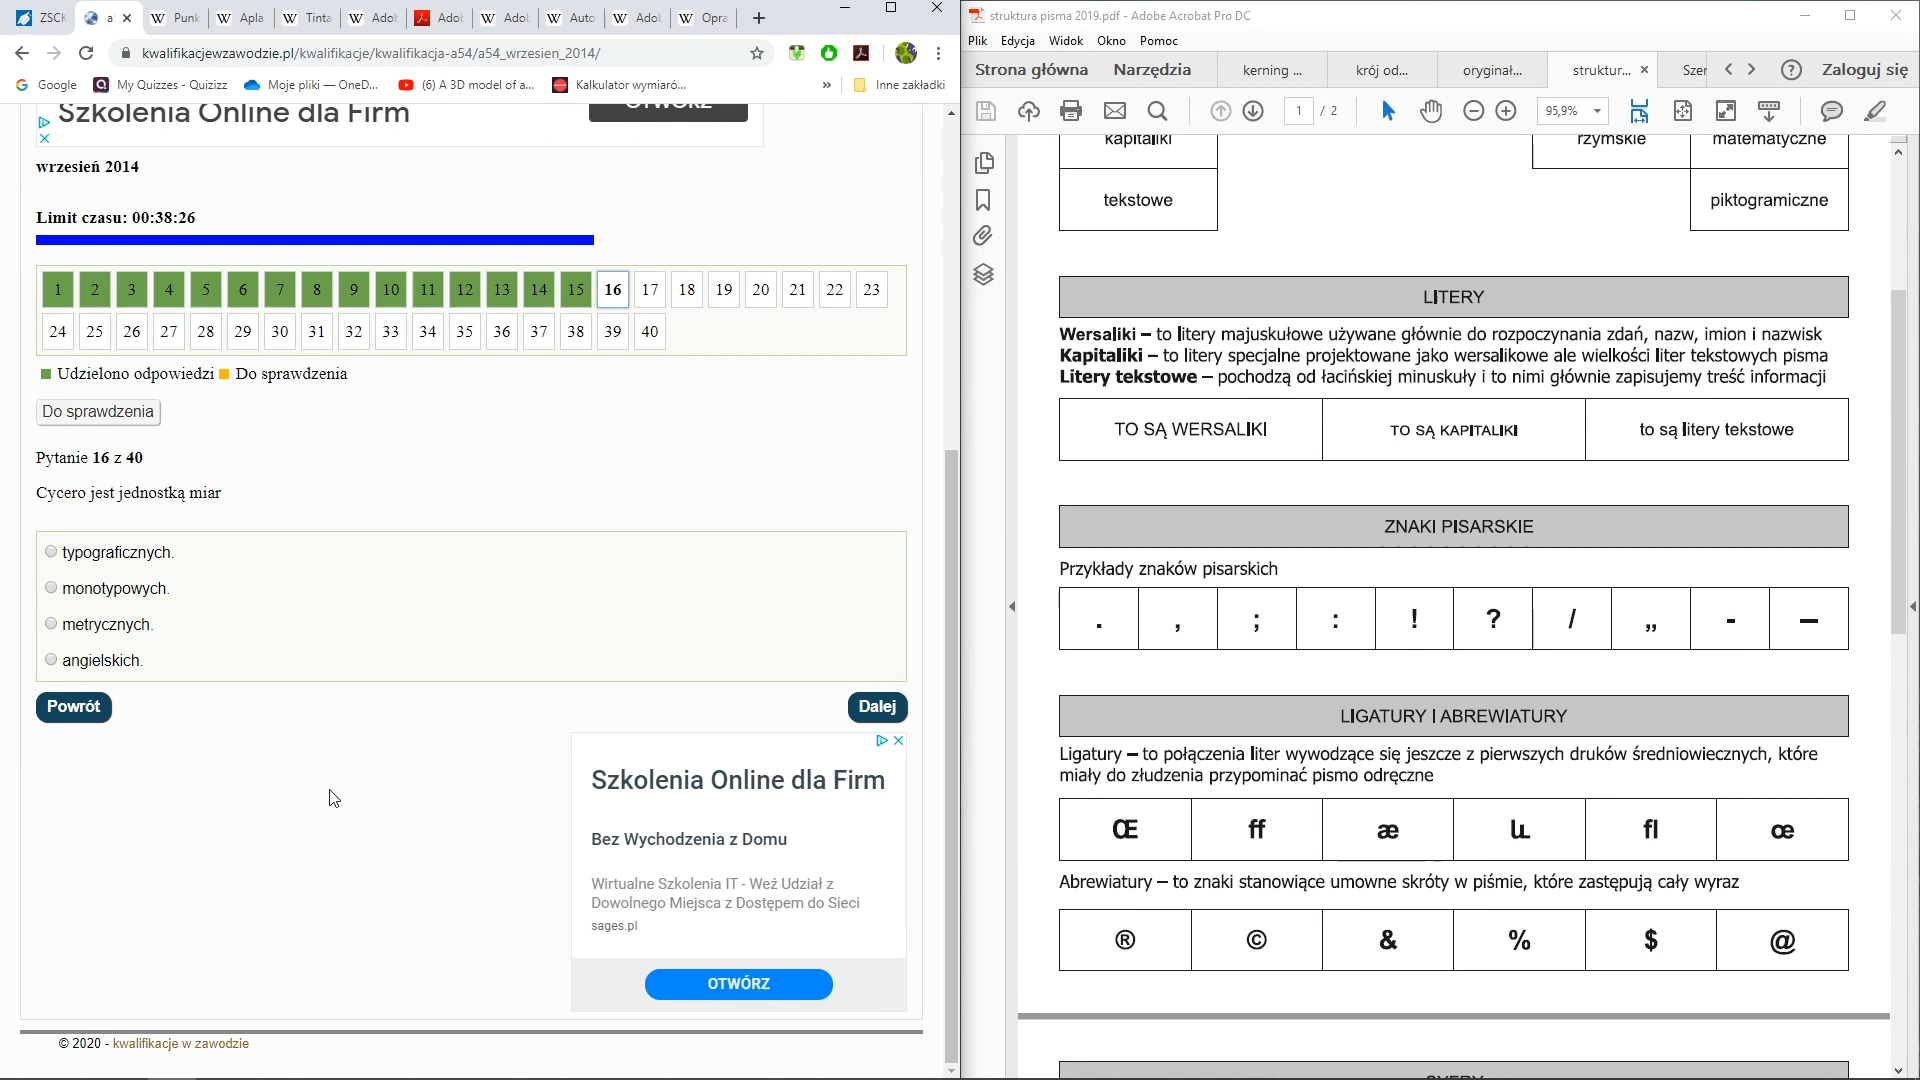 ZSCK
a
Punk
Apla
Tinta
Adob
Adob
Adob
Auto
Adob
Opra
kwalifikacjewzawodzie.pl/kwalifikacje/kwalifikacja-a54/a54_wrzesien_2014/
Google
My Quizzes - Quizizz
Moje pliki — OneD...
(6) A 3D model of a...
Kalkulator wymiaró...
»
Inne zakładki
Szkolenia Online dla Firm
OTWÓRZ
wrzesień 2014
Limit czasu: 00:38:26
1 2 3 4 5 6 7 8 9 10 11 12 13 14 15 16 17 18 19 20 21 22 23
24 25 26 27 28 29 30 31 32 33 34 35 36 37 38 39 40
Udzielono odpowiedzi Do sprawdzenia
Do sprawdzenia
Pytanie 16 z 40
Cycero jest jednostką miar
typograficznych.
monotypowych.
metrycznych.
angielskich.
Powrót
Dalej
Szkolenia Online dla Firm
Bez Wychodzenia z Domu
Wirtualne Szkolenia IT - Weź Udział z
Dowolnego Miejsca z Dostępem do Sieci
sages.pl
OTWÓRZ
© 2020 - kwalifikacje w zawodzie
struktura pisma 2019.pdf - Adobe Acrobat Pro DC
Plik Edycja Widok Okno Pomoc
Strona główna
Narzędzia
kerning ...
krój od...
oryginał...
struktur...
Szer
Zaloguj się
1 / 2
95,9%
kapitaliki
rzymskie
matematyczne
tekstowe
piktogramiczne
LITERY
Wersaliki – to litery majuskułowe używane głównie do rozpoczynania zdań, nazw, imion i nazwisk
Kapitaliki – to litery specjalne projektowane jako wersalikowe ale wielkości liter tekstowych pisma
Litery tekstowe – pochodzą od łacińskiej minuskuły i to nimi głównie zapisujemy treść informacji
TO SĄ WERSALIKI
TO SĄ KAPITALIKI
to są litery tekstowe
ZNAKI PISARSKIE
Przykłady znaków pisarskich
. , ; : ! ? / „ - –
LIGATURY I ABREWIATURY
Ligatury – to połączenia liter wywodzące się jeszcze z pierwszych druków średniowiecznych, które
miały do złudzenia przypominać pismo odręczne
Œ ff æ և fl œ
Abrewiatury – to znaki stanowiące umowne skróty w piśmie, które zastępują cały wyraz
® © & % $ @